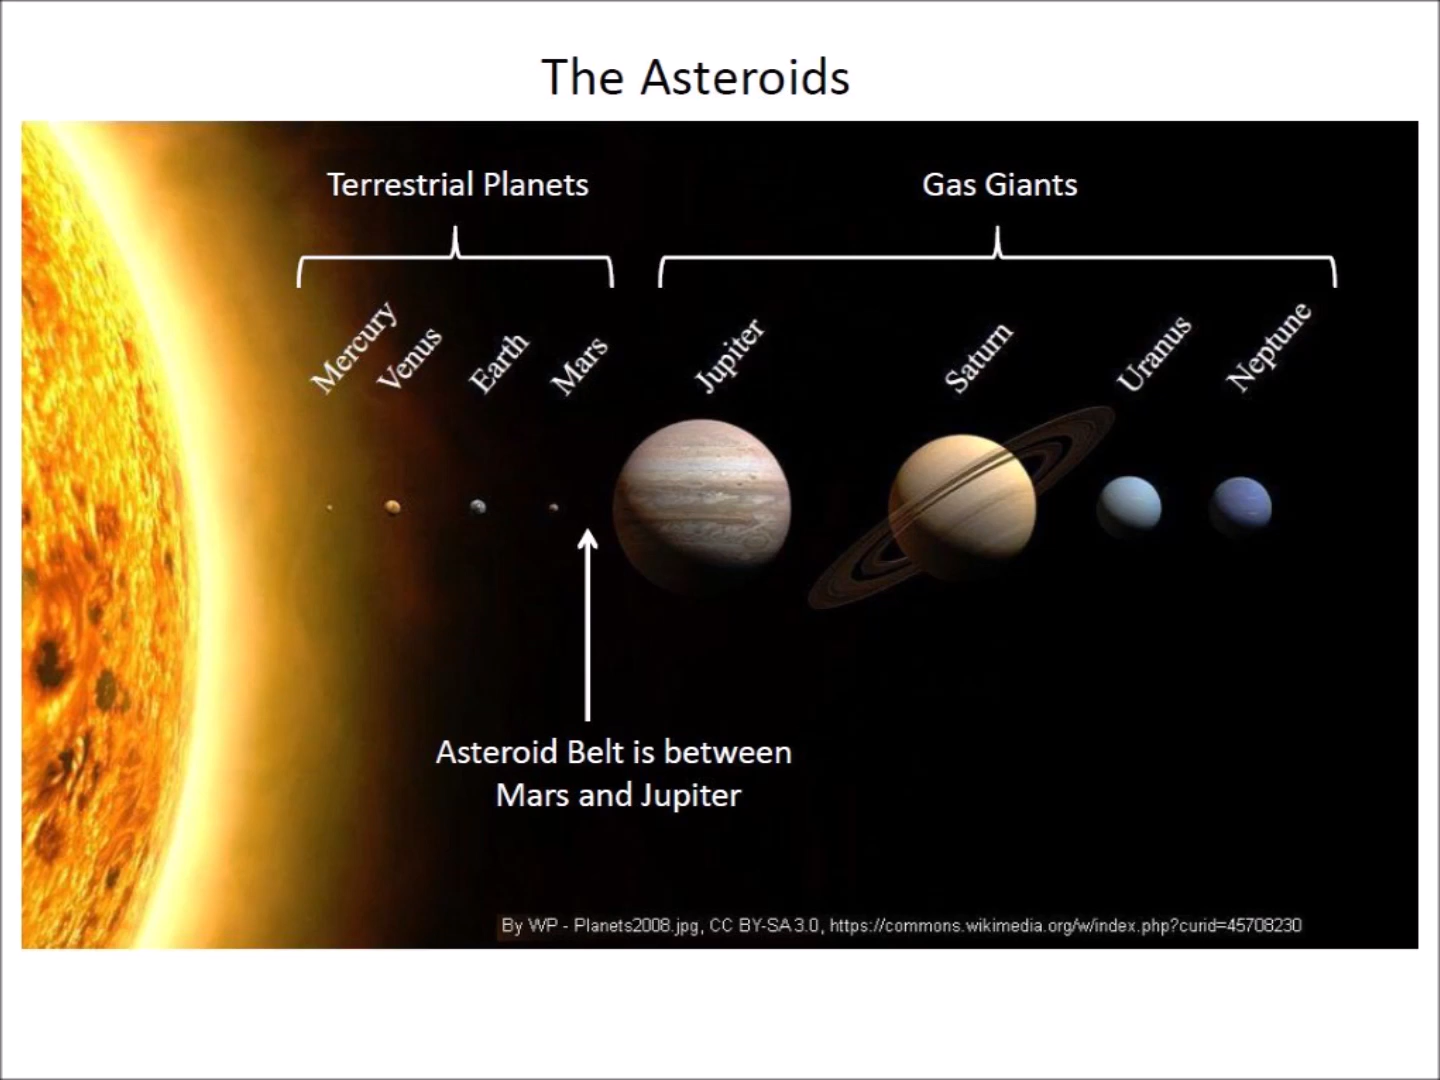 The Asteroids
Terrestrial Planets
Gas Giants
Mercury
Venus
Earth
Mars
Jupiter
Saturn
Uranus
Neptune
Asteroid Belt is between
Mars and Jupiter
By WP - Planets2008.jpg, CC BY-SA 3.0, https://commons.wikimedia.org/w/index.php?curid=45708230